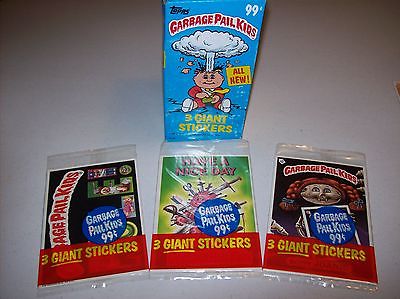 Topps
99¢
GARBAGE PAIL KIDS
ALL NEW!
3 GIANT STICKERS
GARBAGE PAIL KIDS
GARBAGE PAIL KIDS 99¢
3 GIANT STICKERS
HAVE A NICE DAY
GARBAGE PAIL KIDS 99¢
3 GIANT STICKERS
GARBAGE PAIL KIDS
GARBAGE PAIL KIDS 99¢
3 GIANT STICKERS